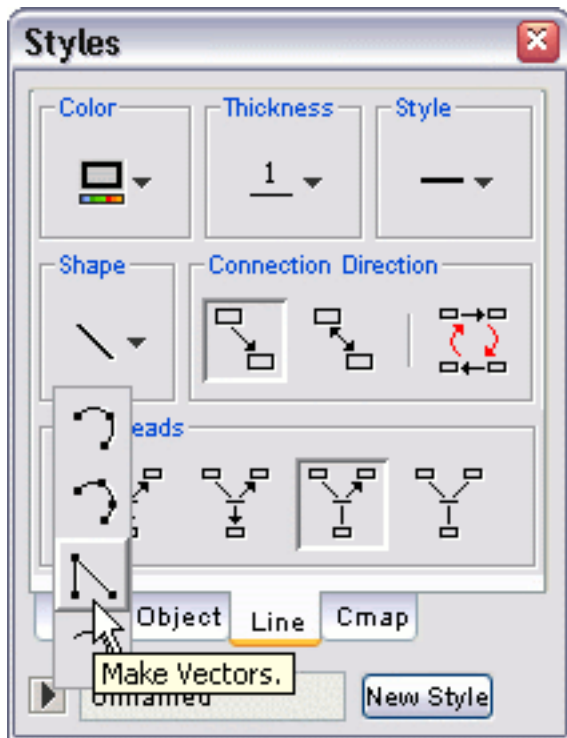 Styles
Color
Thickness
Style
1
Shape
Connection Direction
eads
Object
Line
Cmap
Make Vectors.
New Style